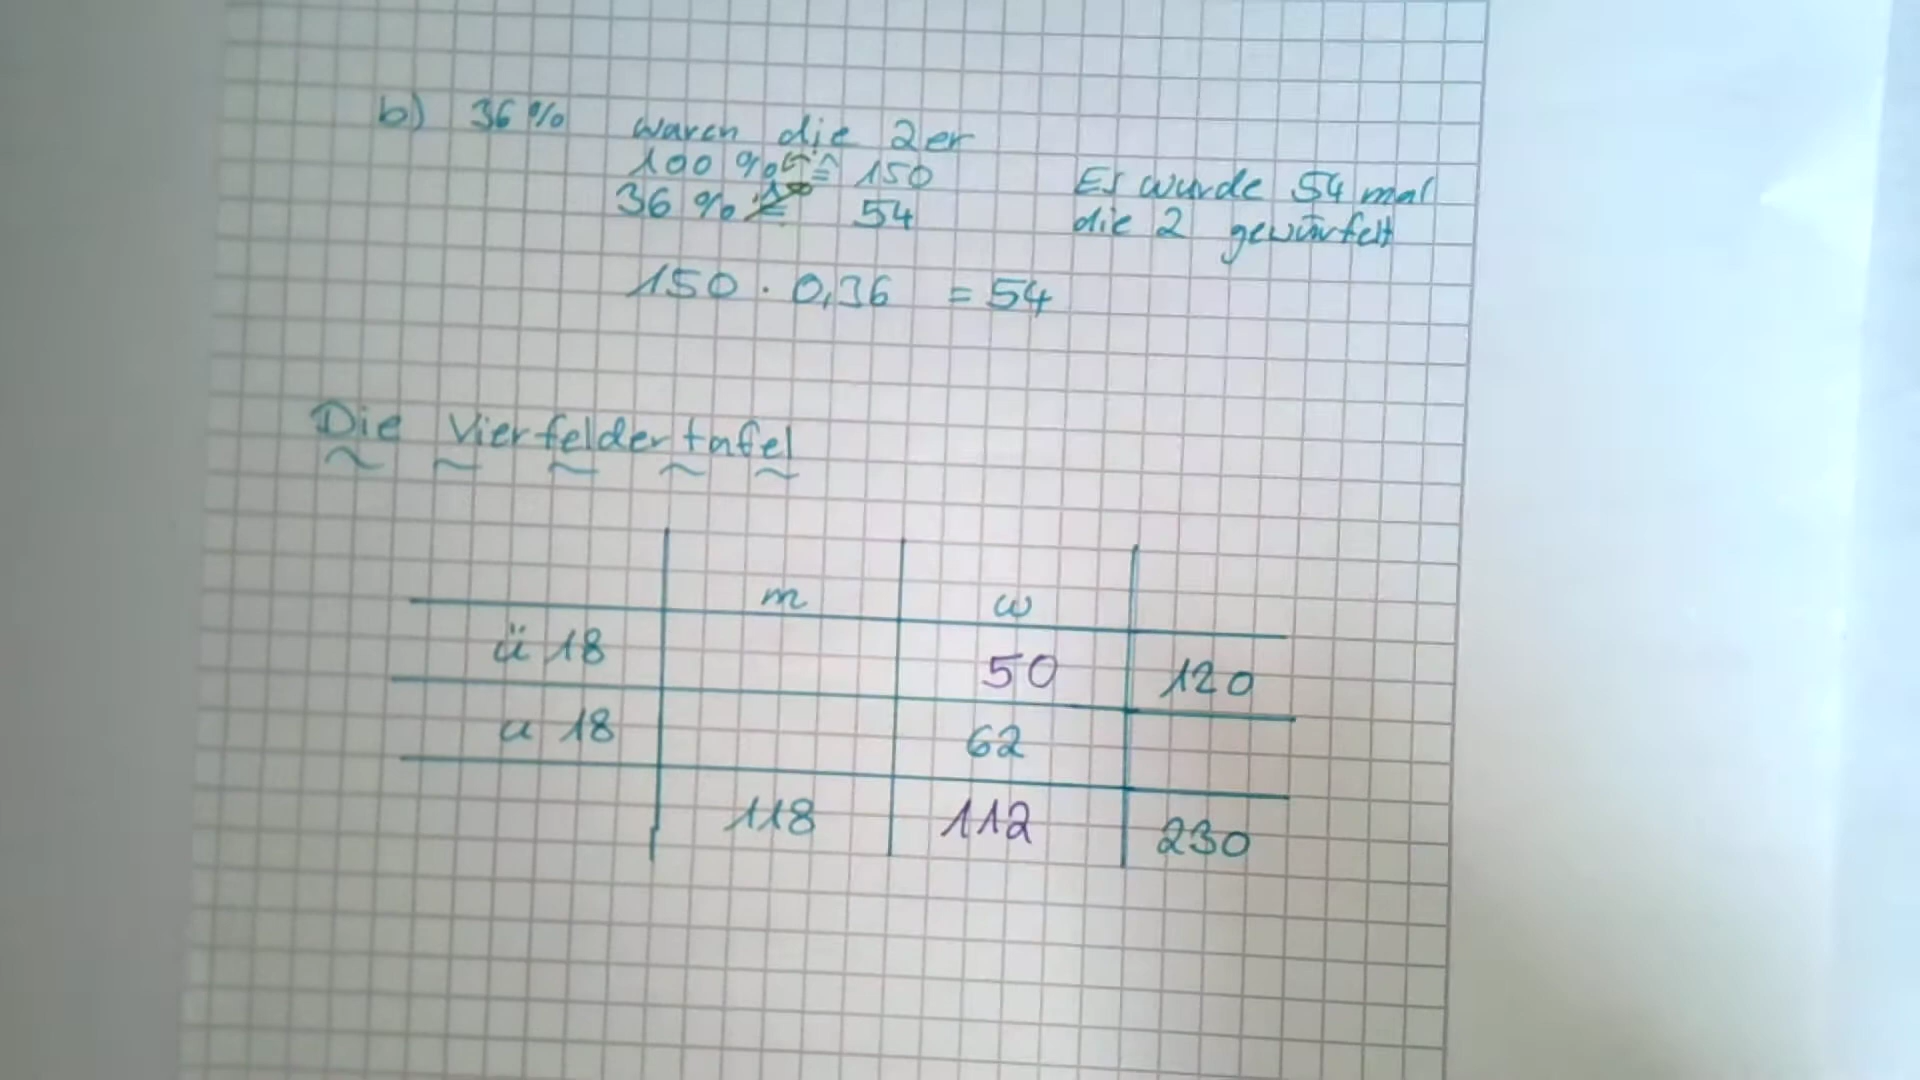 b) 36% waren die 2er
100% ≙ 150
36% ≙ 54
Es wurde 54 mal
die 2 gewürfelt
150 · 0,36 = 54
Die Vierfeldertafel
m w
ü 18 50 120
u 18 62
118 112 230